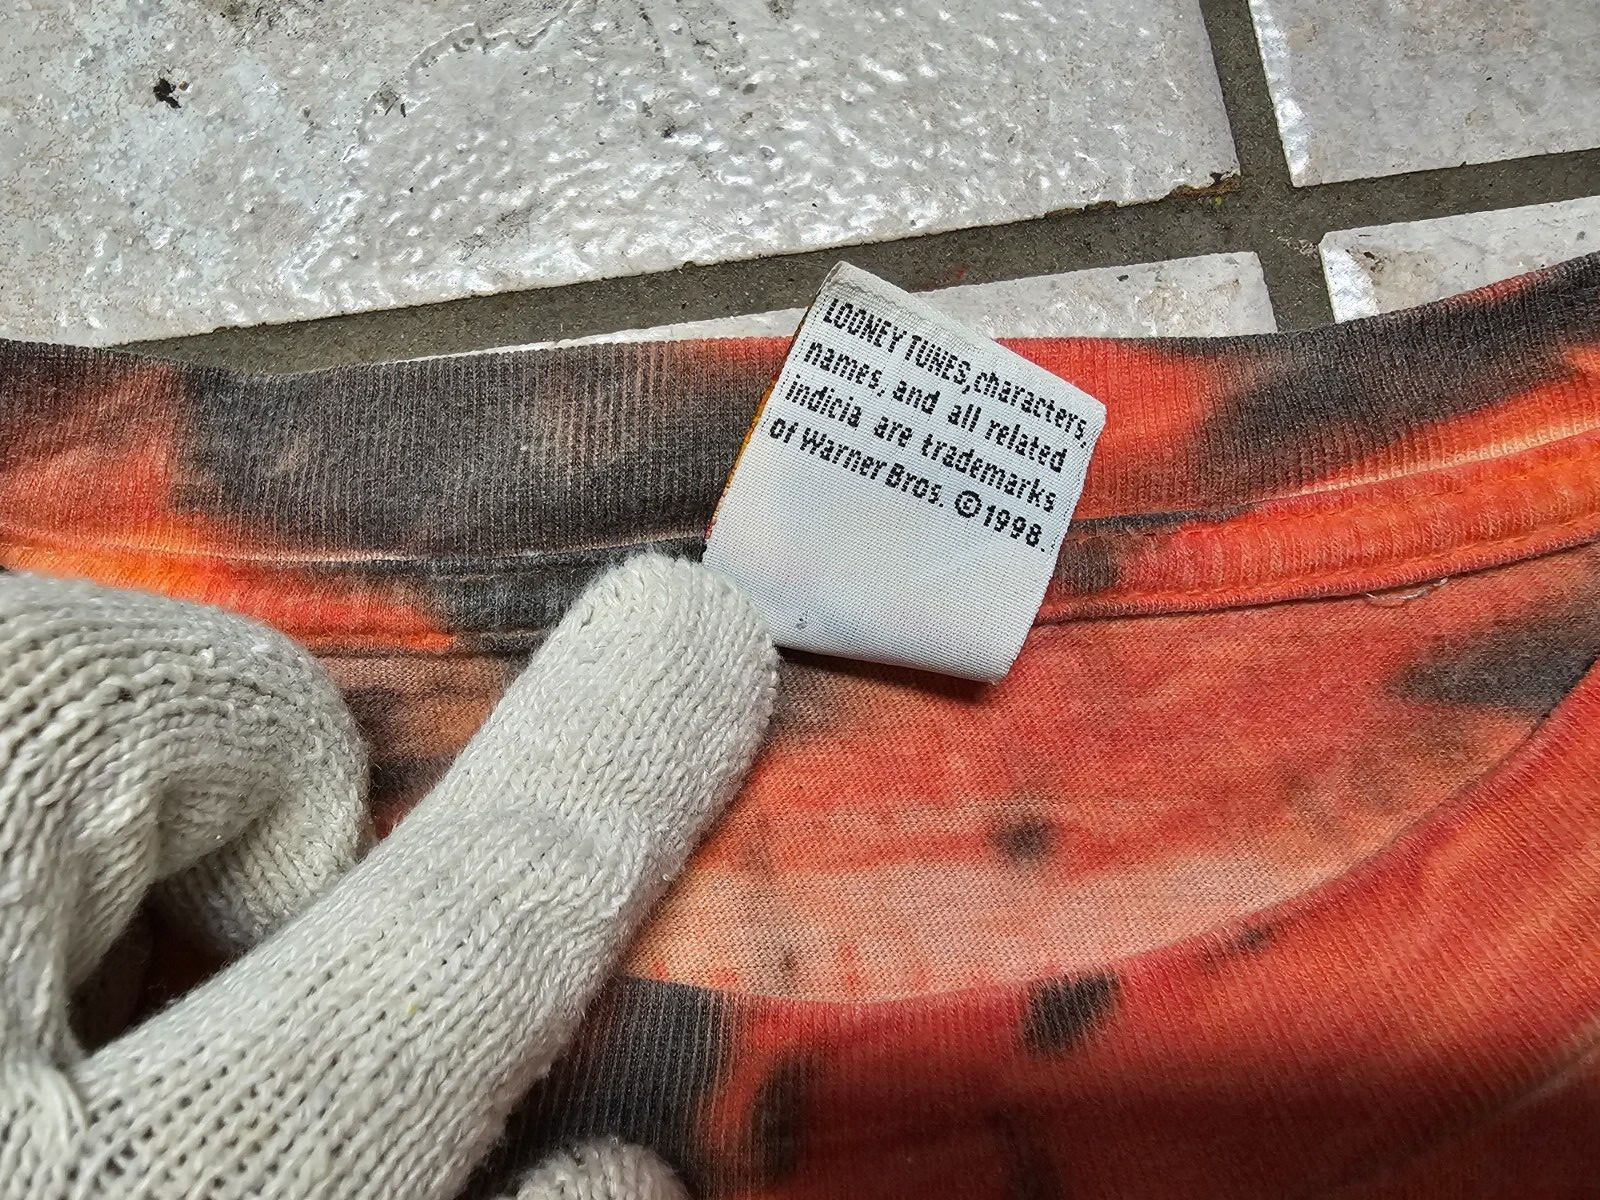 LOONEY TUNES, characters,
names, and all related
indicia are trademarks
of Warner Bros. ©1998.